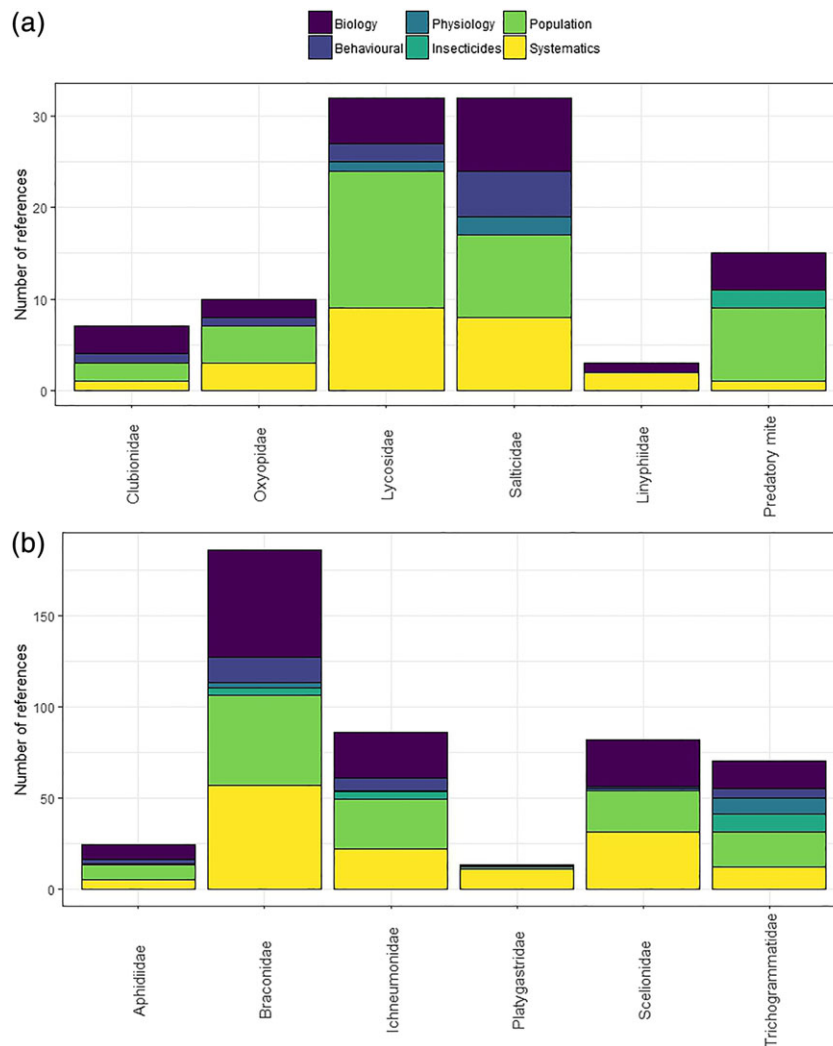 (a)
Biology Physiology Population
Behavioural Insecticides Systematics
Number of references
30
20
10
0
Clubionidae
Oxyopidae
Lycosidae
Salticidae
Linyphiidae
Predatory mite
(b)
Number of references
150
100
50
0
Aphidiidae
Braconidae
Ichneumonidae
Platygastridae
Scelionidae
Trichogrammatidae